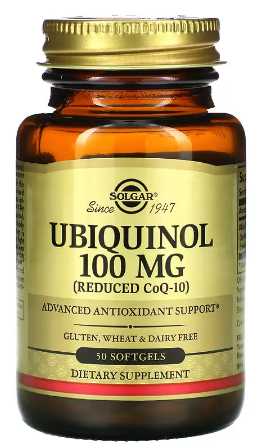 SOLGAR®
Since 1947
UBIQUINOL
100 MG
(REDUCED CoQ-10)
ADVANCED ANTIOXIDANT SUPPORT*
GLUTEN, WHEAT & DAIRY FREE
50 SOFTGELS
DIETARY SUPPLEMENT